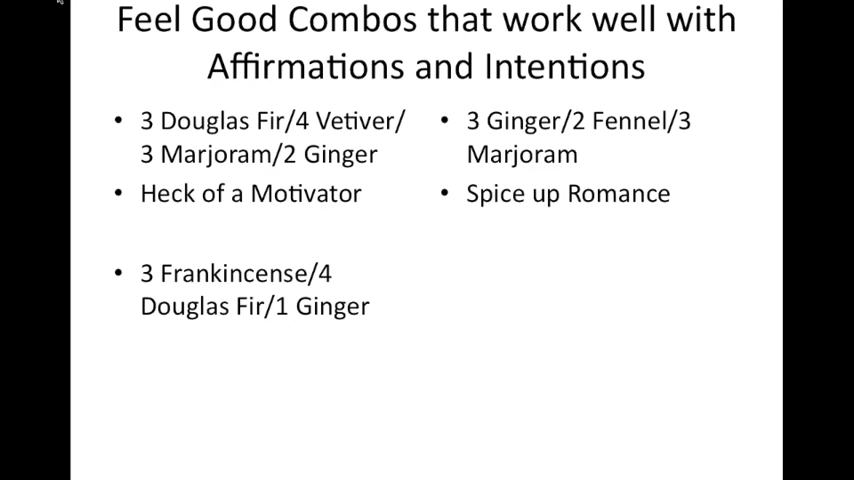 Feel Good Combos that work well with
Affirmations and Intentions
• 3 Douglas Fir/4 Vetiver/
3 Marjoram/2 Ginger
• Heck of a Motivator
• 3 Frankincense/4
Douglas Fir/1 Ginger
• 3 Ginger/2 Fennel/3
Marjoram
• Spice up Romance